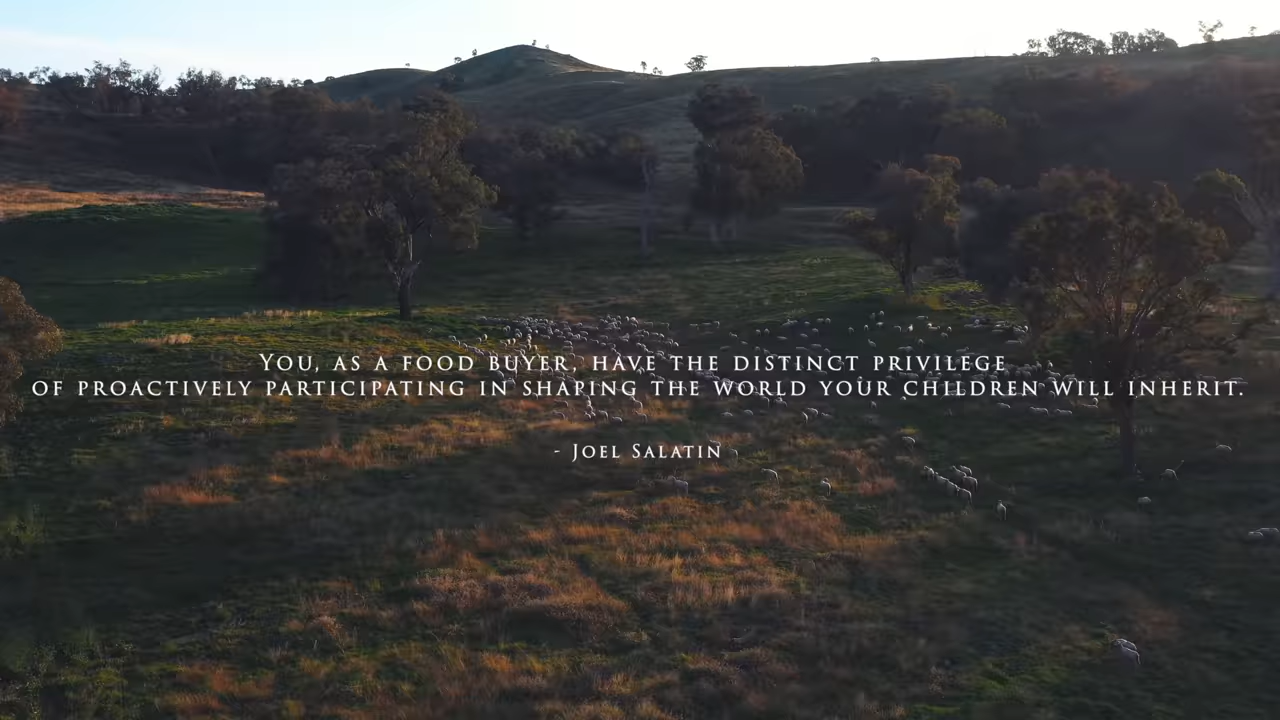 You, as a food buyer, have the distinct privilege
of proactively participating in shaping the world your children will inherit.
- Joel Salatin